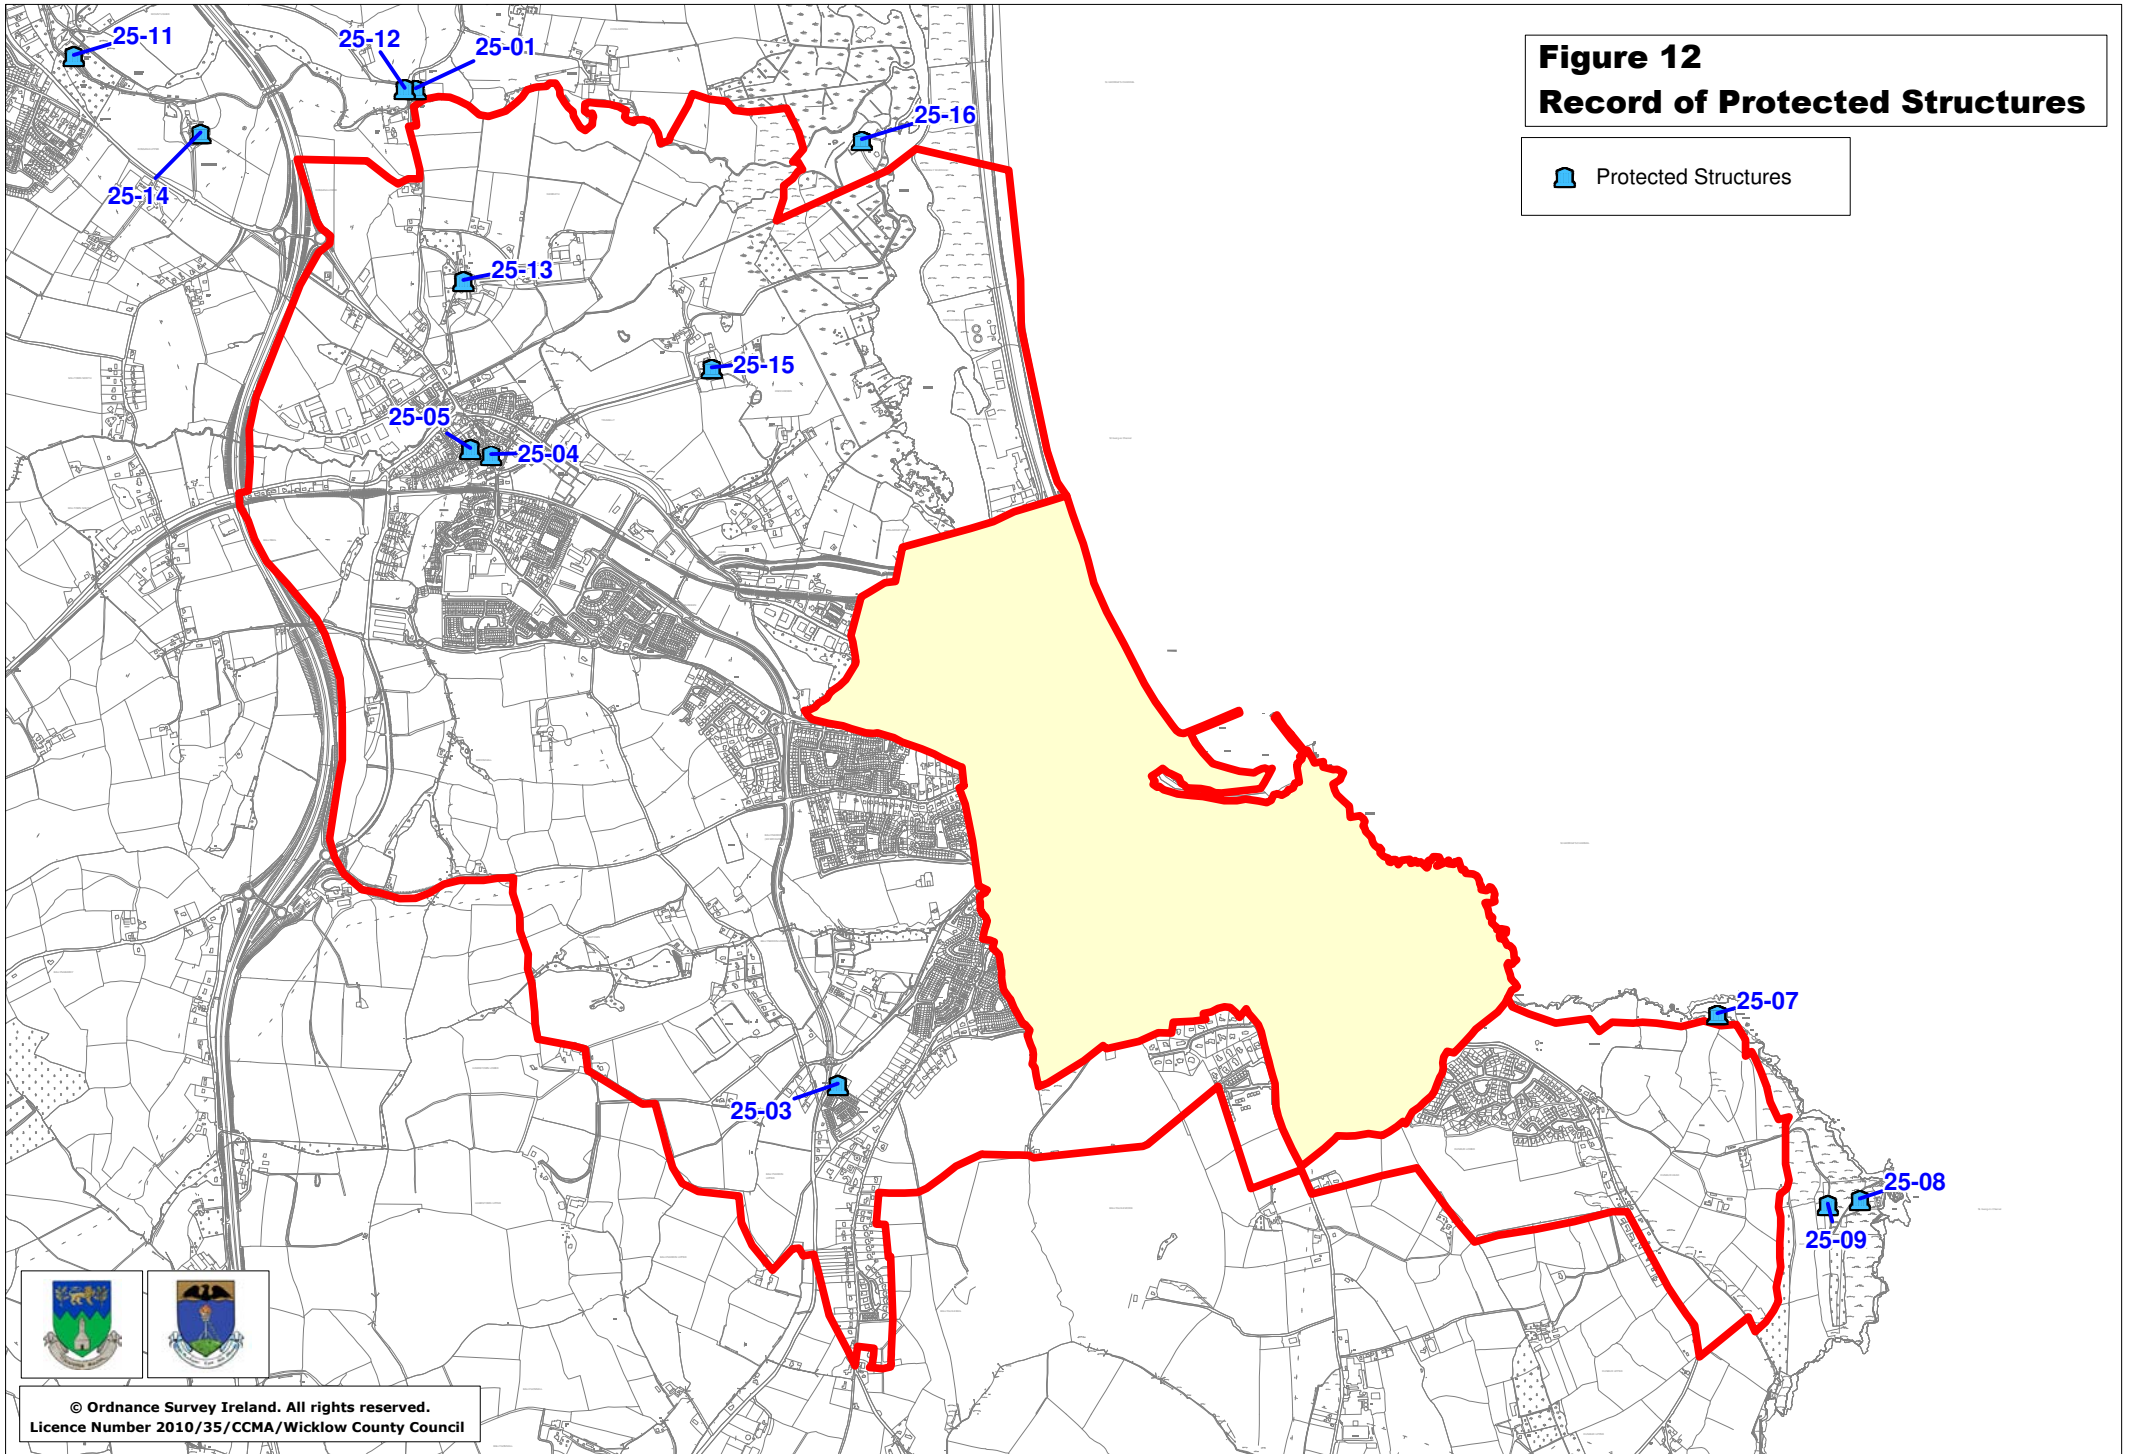 Figure 12
Record of Protected Structures
Protected Structures
25-11
25-12
25-01
25-16
25-14
25-13
25-15
25-05
25-04
25-07
25-03
25-08
25-09
© Ordnance Survey Ireland. All rights reserved.
Licence Number 2010/35/CCMA/Wicklow County Council